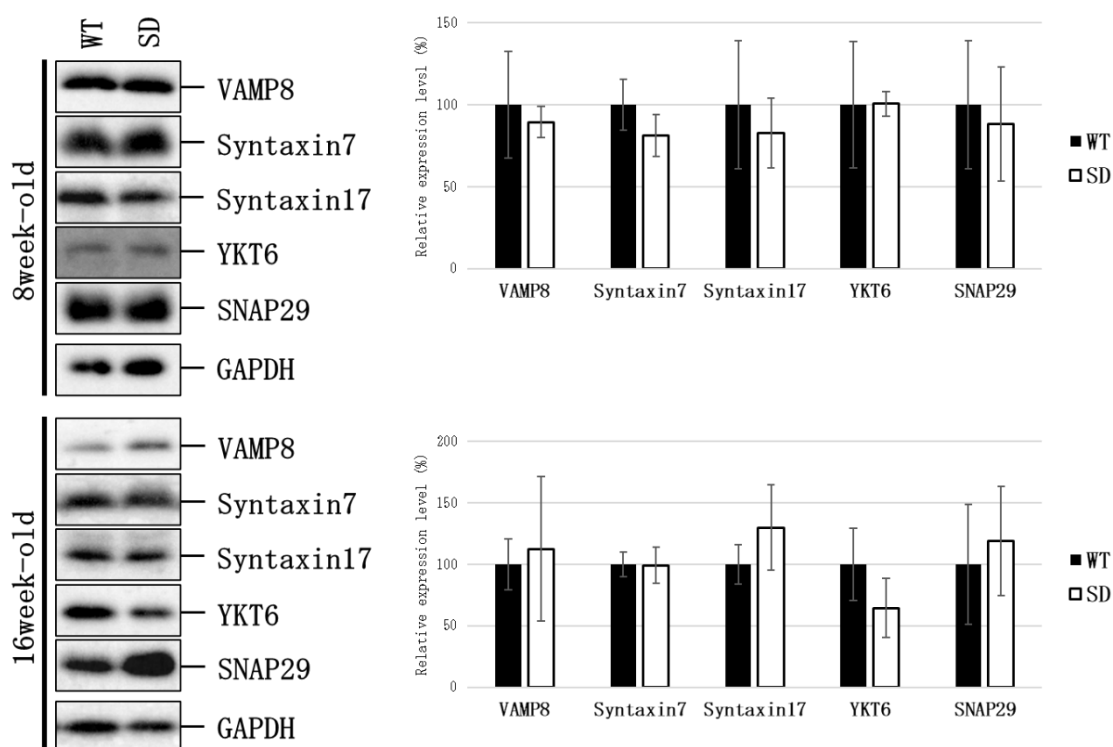 WT SD
8week-old
VAMP8
Syntaxin7
Syntaxin17
YKT6
SNAP29
GAPDH
Relative expression levsl (%)
150
100
50
0
VAMP8 Syntaxin7 Syntaxin17 YKT6 SNAP29
WT
SD
16week-old
VAMP8
Syntaxin7
Syntaxin17
YKT6
SNAP29
GAPDH
Relative expression level (%)
200
150
100
50
0
VAMP8 Syntaxin7 Syntaxin17 YKT6 SNAP29
WT
SD